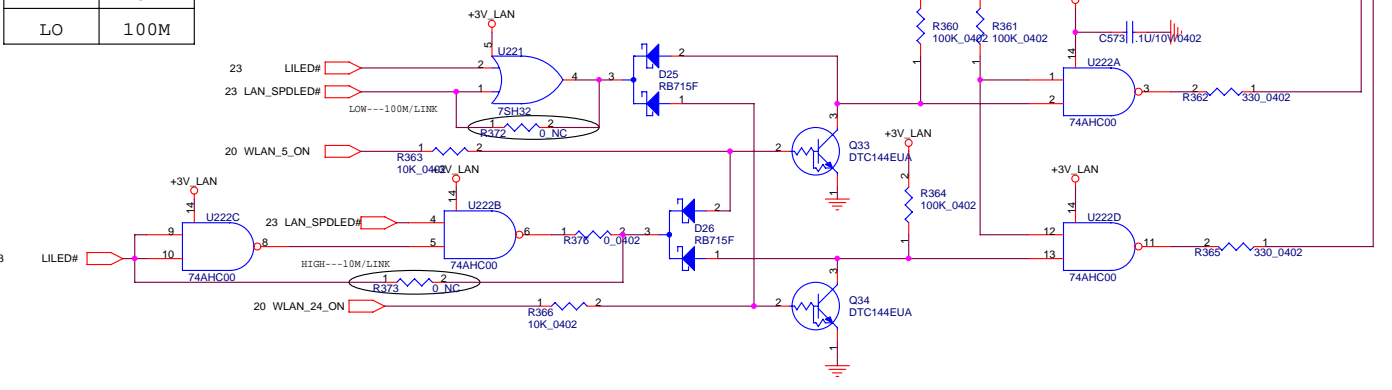 LO 100M
+3V_LAN
5
U221
23 LILED# 2
23 LAN_SPDLED# 1
4 3
7SH32
LOW---100M/LINK
1 2
R372 0_NC
2
D25
RB715F
1
R360
100K_0402
R361
100K_0402
C573 .1U/10V/0402
14
U222A
1
2
3
74AHC00
R362 330_0402
2 1
20 WLAN_5_ON
1 2
R363
10K_0402
2
3
Q33
DTC144EUA
1
+3V_LAN
2
R364
100K_0402
1
+3V_LAN
14
U222C
9
10
8
74AHC00
LILED#
+3V_LAN
14
U222B
23 LAN_SPDLED# 4
5
6
74AHC00
1 2
R376 0_0402
3
HIGH---10M/LINK
1 2
R373 0_NC
D26
RB715F
2
1
+3V_LAN
14
U222D
12
13
11
74AHC00
2 1
R365 330_0402
20 WLAN_24_ON
1 2
R366
10K_0402
2
3
Q34
DTC144EUA
1